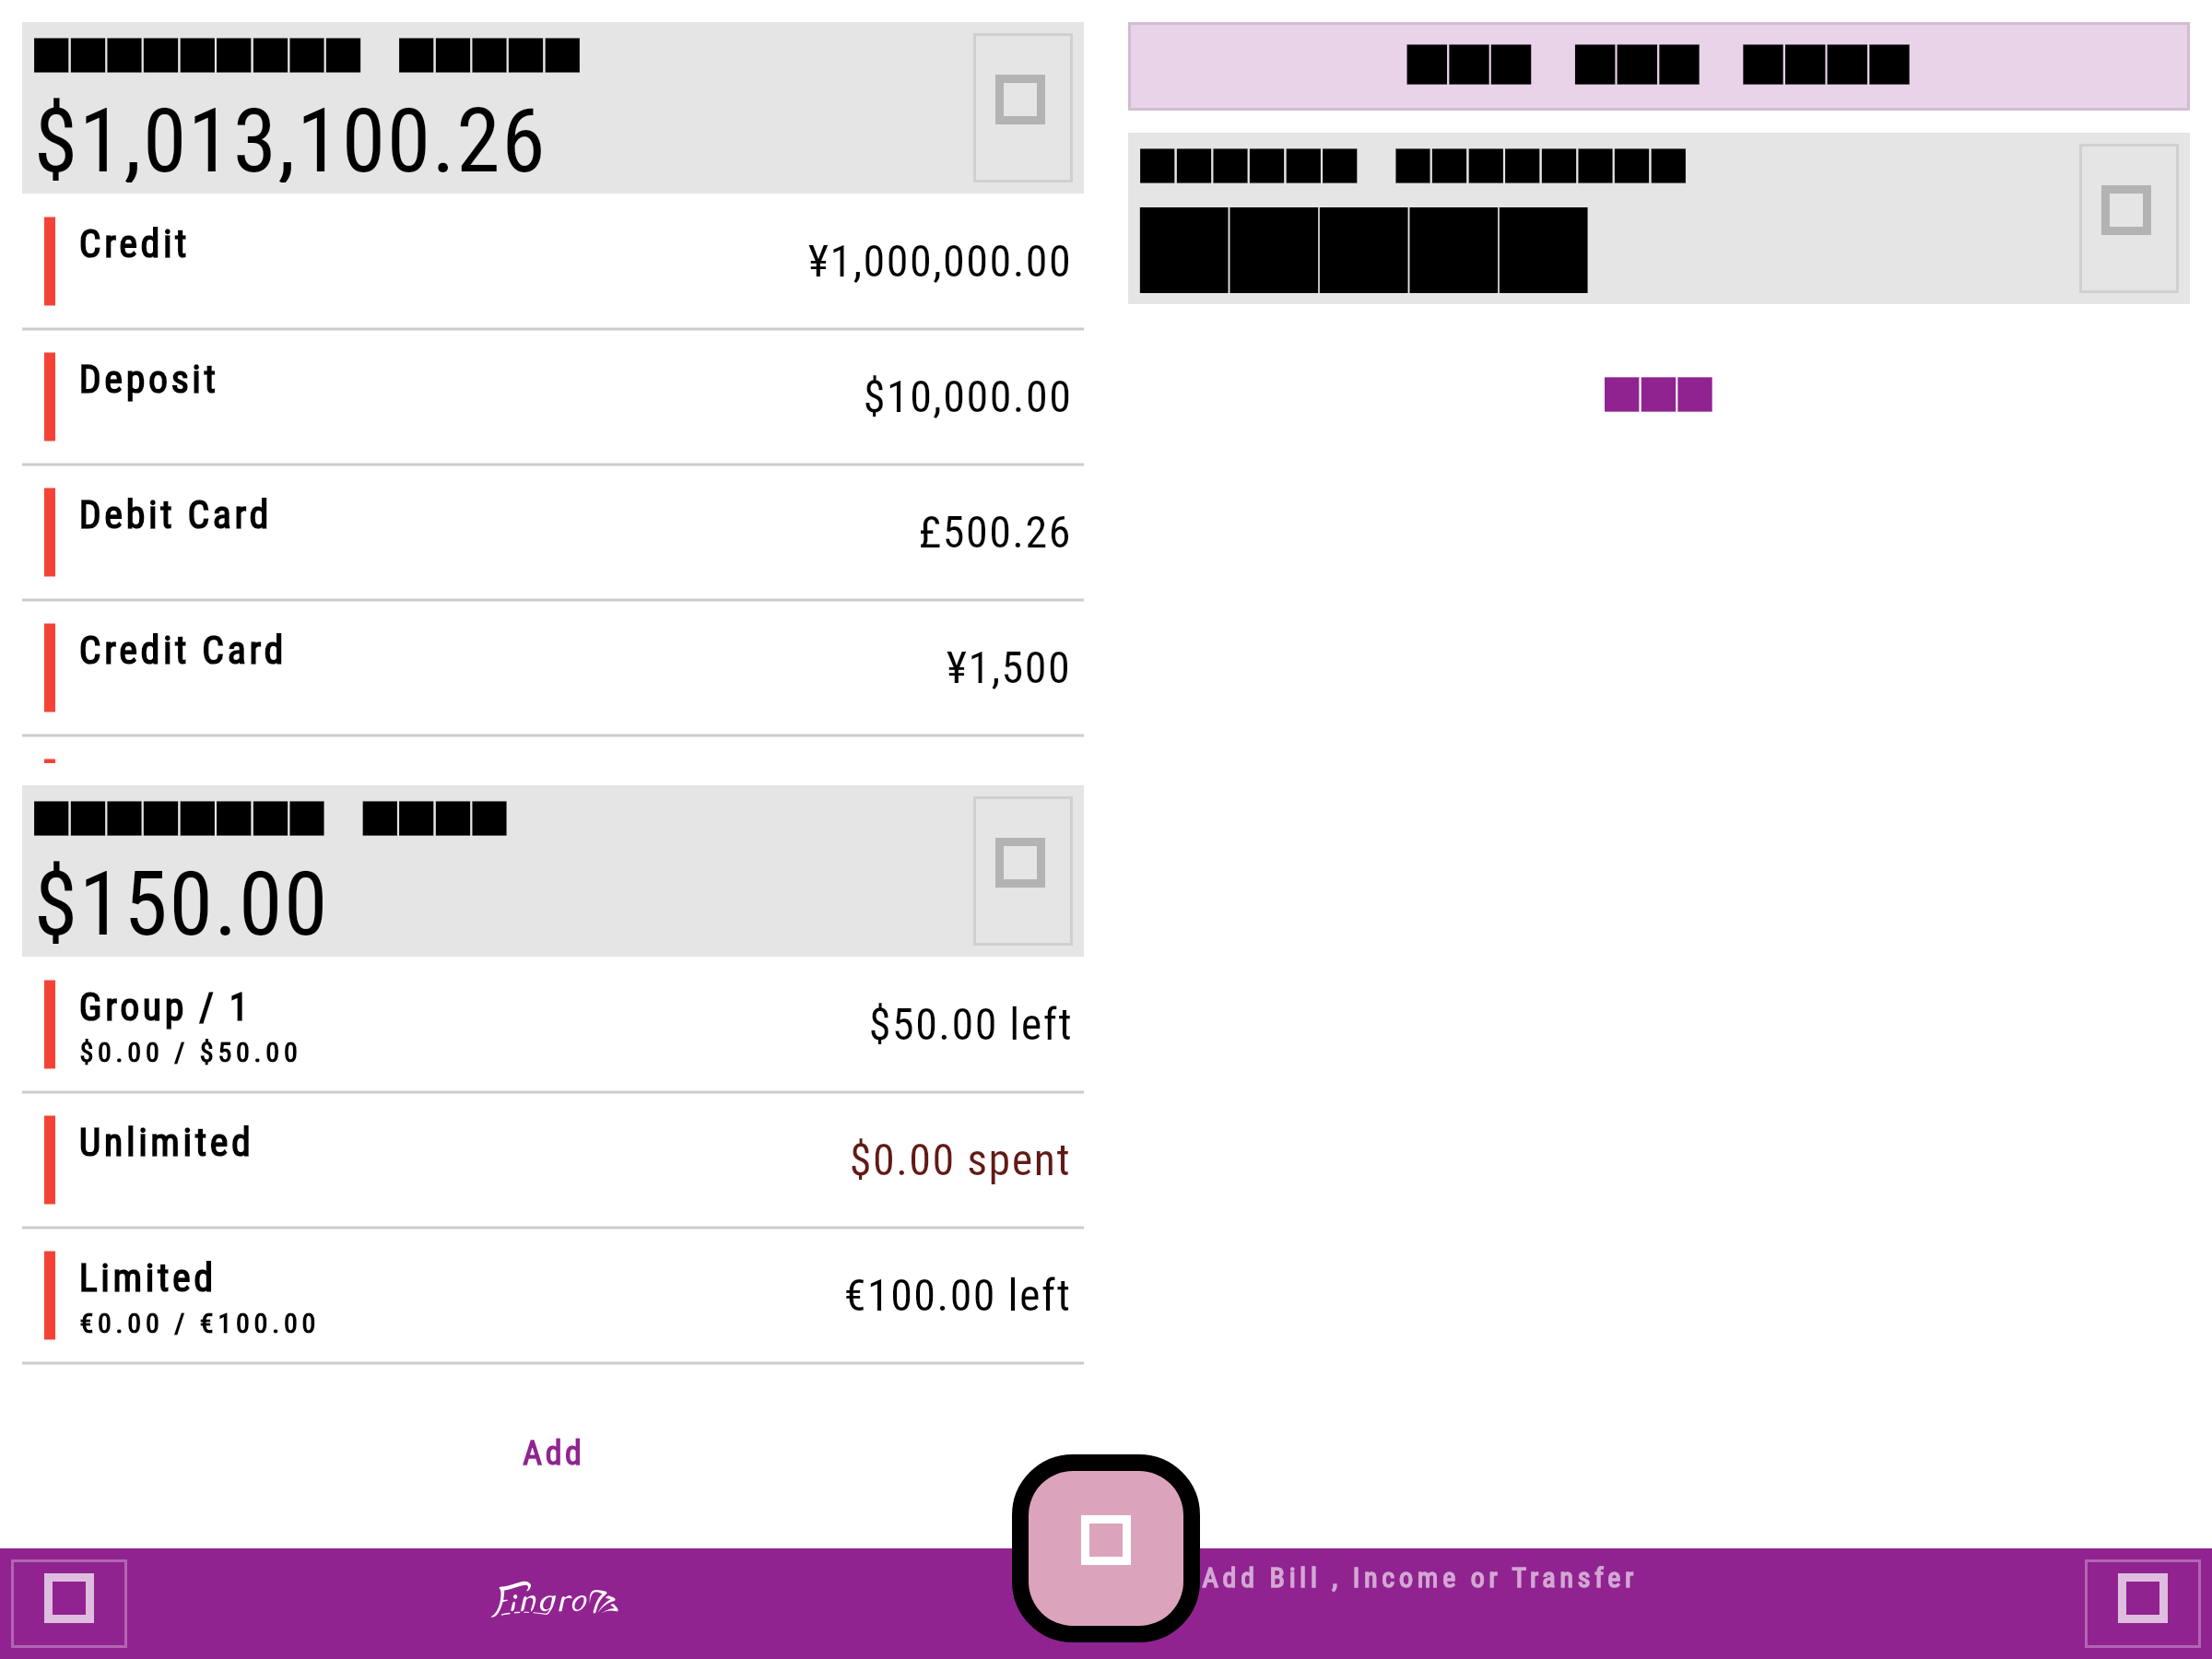 $1,013,100.26
Credit
¥1,000,000.00
Deposit
$10,000.00
Debit Card
£500.26
Credit Card
¥1,500
$150.00
Group / 1
$50.00 left
$0.00 / $50.00
Unlimited
$0.00 spent
Limited
€100.00 left
€0.00 / €100.00
Add
Fingro
Add Bill , Income or Transfer